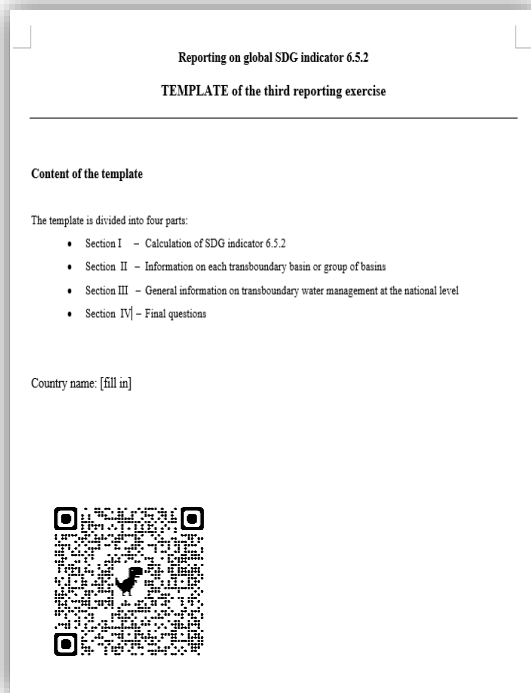 Reporting on global SDG indicator 6.5.2
TEMPLATE of the third reporting exercise
Content of the template
The template is divided into four parts:
• Section I – Calculation of SDG indicator 6.5.2
• Section II – Information on each transboundary basin or group of basins
• Section III – General information on transboundary water management at the national level
• Section IV – Final questions
Country name: [fill in]